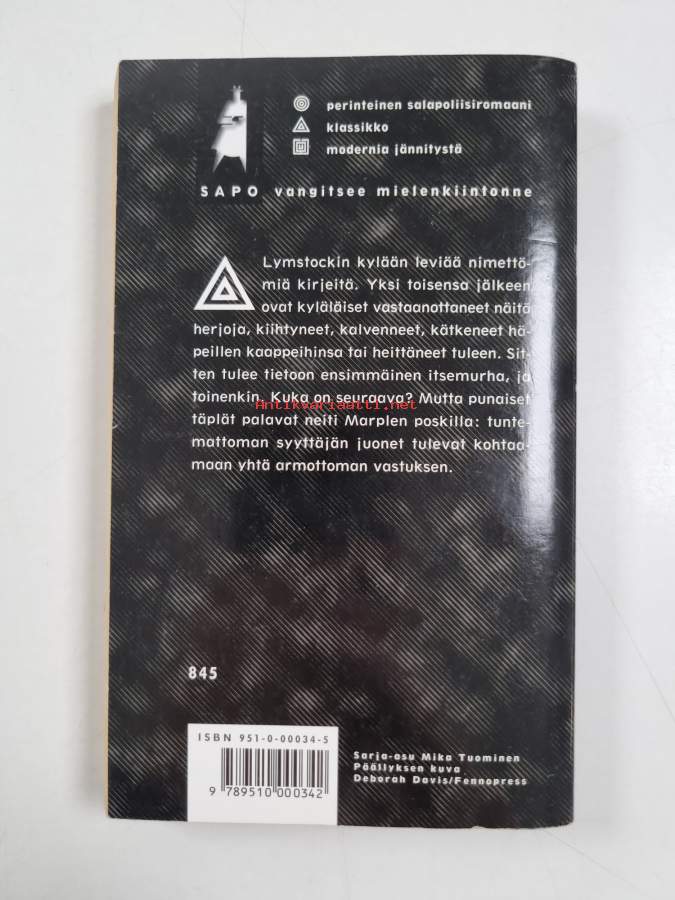 perinteinen salapoliisiromaani
klassikko
modernia jännitystä
SAPO vangitsee mielenkiintonne
Lymstockin kylään leviää nimettö-
miä kirjeitä. Yksi toisensa jälkeen
ovat kyläläiset vastaanottaneet näitä
herjoja, kiihtyneet, kalvenneet, kätkeneet hä-
peillen kaappeihinsa tai heittäneet tuleen. Sit-
ten tulee tietoon ensimmäinen itsemurha, ja
toinenkin. Kuka on seuraava? Mutta punaiset
Antikvariaatti.net
täplät palavat neiti Marplen poskilla: tunte-
mattoman syyttäjän juonet tulevat kohtaa-
maan yhtä armottoman vastuksen.
845
ISBN 951-0-00034-5
9 789510 000342
Sarja-asu Mika Tuominen
Päällyksen kuva
Deborah Davis/Fennopress